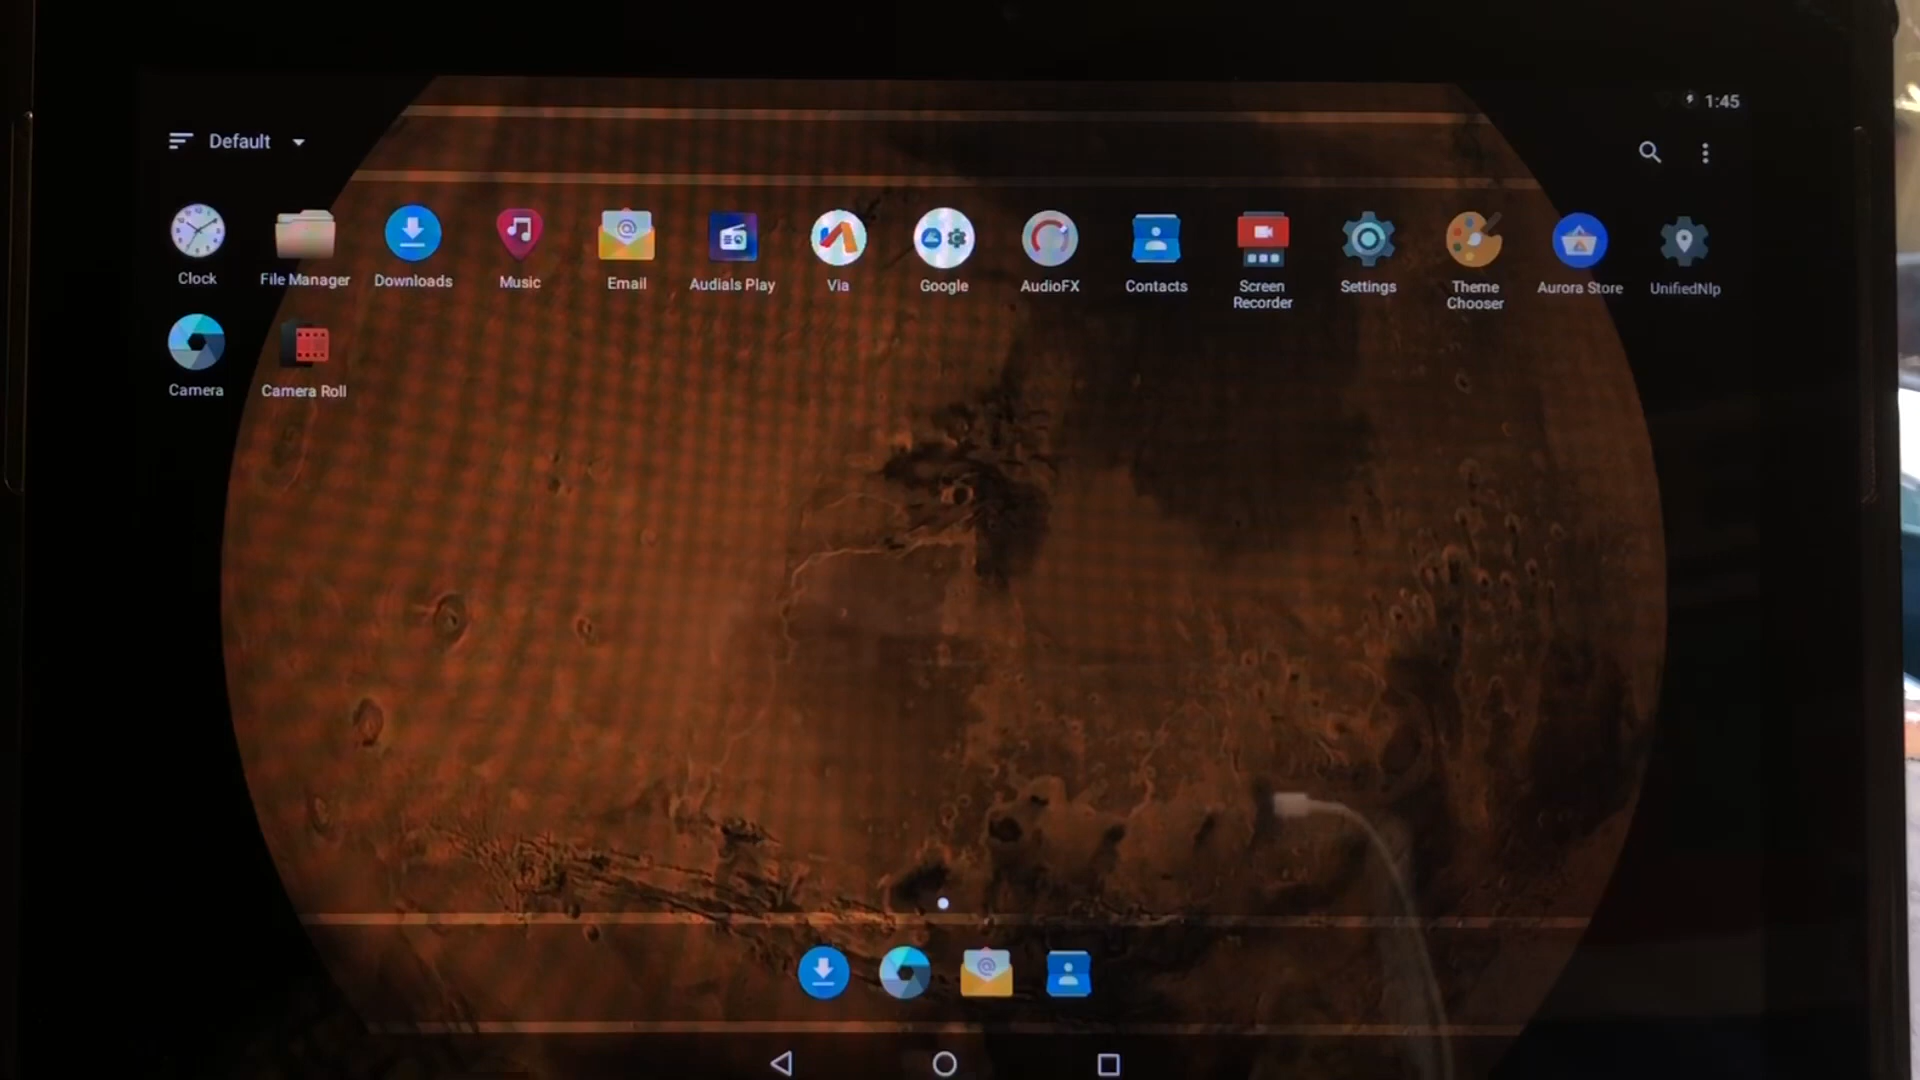 1:45
Default
Clock
File Manager
Downloads
Music
Email
Audials Play
Via
Google
AudioFX
Contacts
Screen
Recorder
Settings
Theme
Chooser
Aurora Store
UnifiedNlp
Camera
Camera Roll